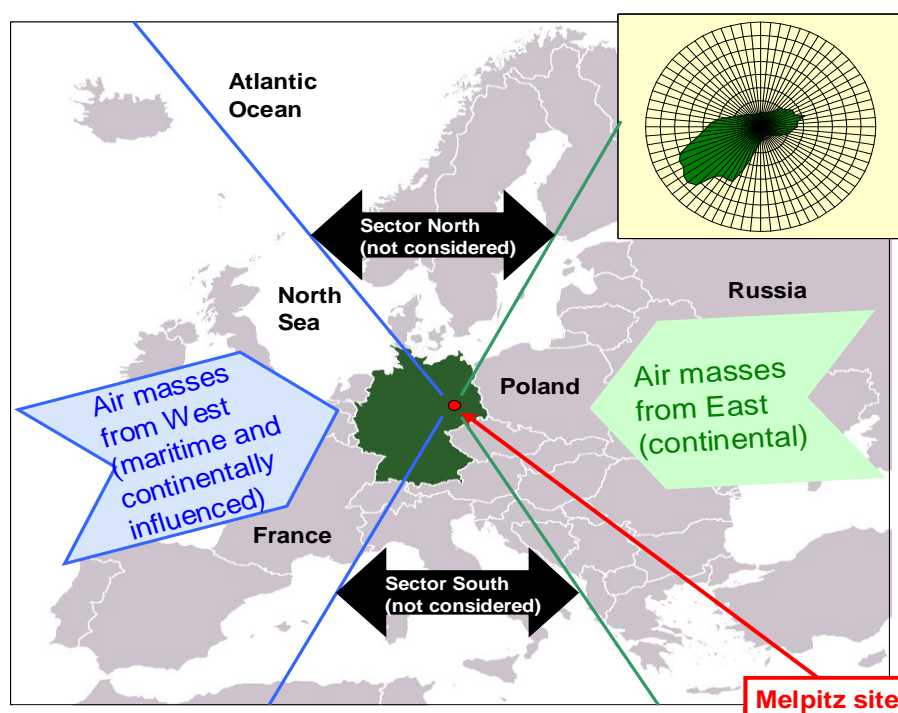 Atlantic
Ocean
Sector North
(not considered)
North
Sea
Russia
Air masses
from West
(maritime and
continentally
influenced)
Poland
Air masses
from East
(continental)
France
Sector South
(not considered)
Melpitz site